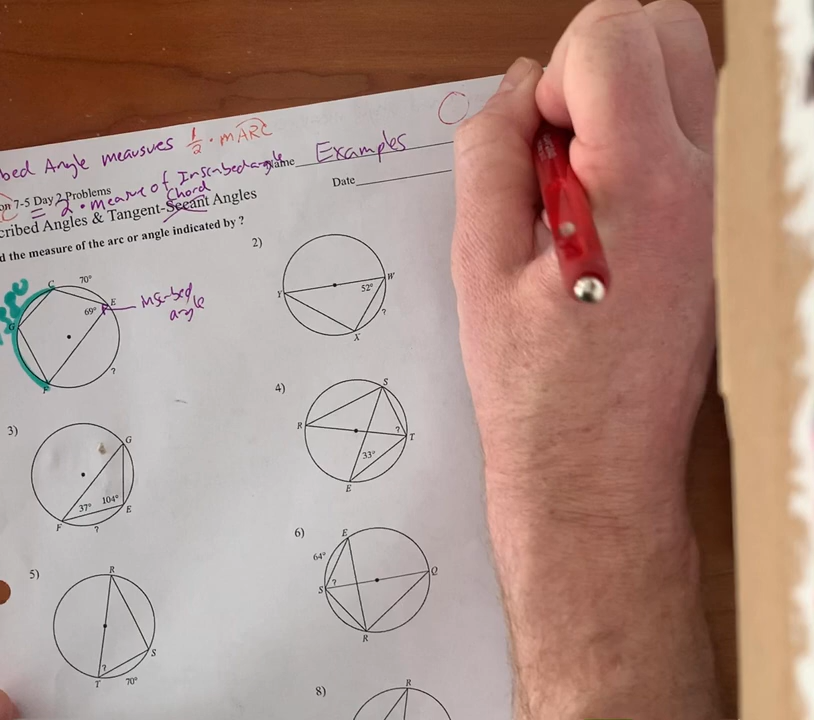 bed Angle meausures 1/2 · mARC
Name Examples
= 2 · measure of Inscribed angle
on 7-5 Day 2 Problems
Date
Chord
cribed Angles & Tangent-Secant Angles
d the measure of the arc or angle indicated by ?
2)
W
52°
Y
?
X
C
70°
E
69°
Inscribed
angle
G
?
F
3)
G
37°
104°
E
F
?
4)
S
R
?
T
33°
E
5)
R
S
?
T
70°
6)
E
64°
Q
S
?
R
8)
R